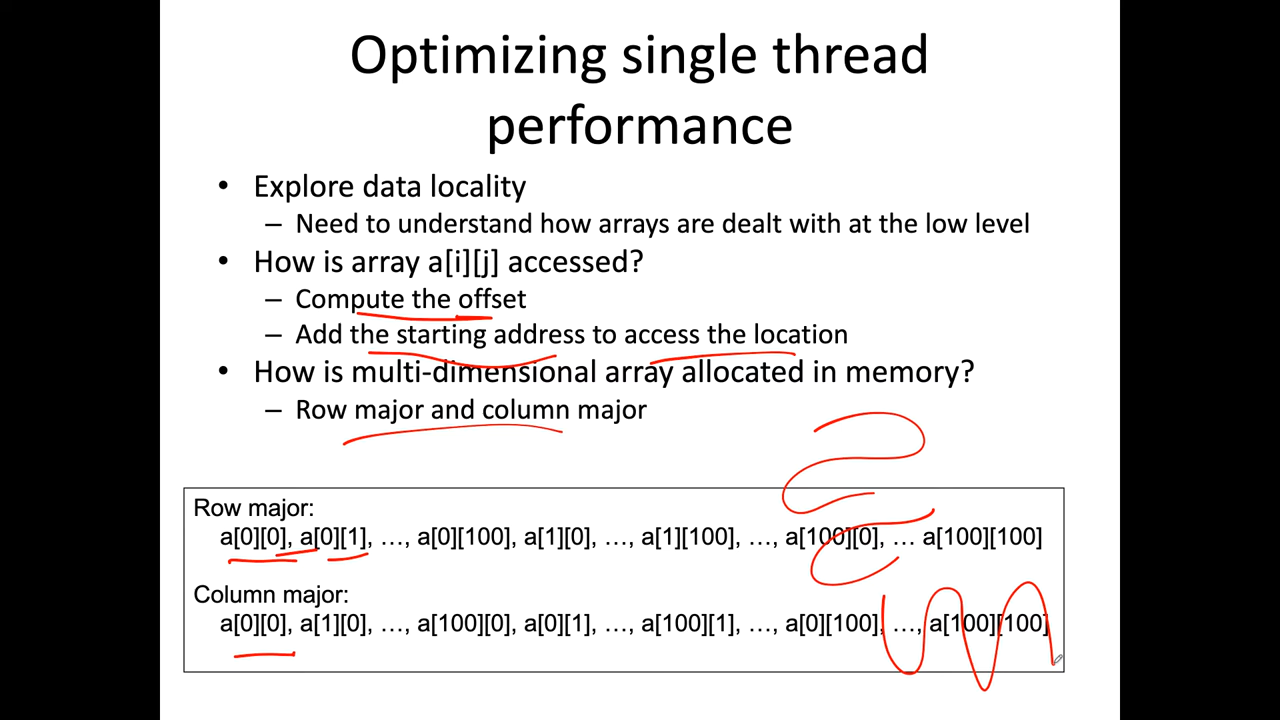 Optimizing single thread
performance
• Explore data locality
– Need to understand how arrays are dealt with at the low level
• How is array a[i][j] accessed?
– Compute the offset
– Add the starting address to access the location
• How is multi-dimensional array allocated in memory?
– Row major and column major
Row major:
a[0][0], a[0][1], …, a[0][100], a[1][0], …, a[1][100], …, a[100][0], … a[100][100]
Column major:
a[0][0], a[1][0], …, a[100][0], a[0][1], …, a[100][1], …, a[0][100], …, a[100][100]